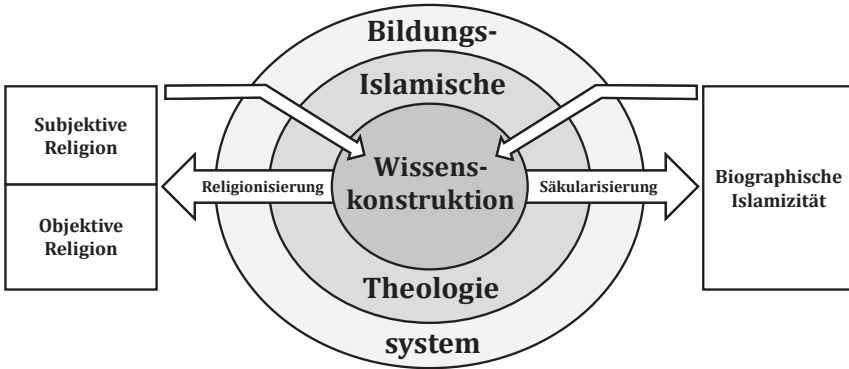 Bildungs-
Islamische
Subjektive
Religion
Wissens-
konstruktion
Religionisierung
Säkularisierung
Biographische
Islamizität
Objektive
Religion
Theologie
system